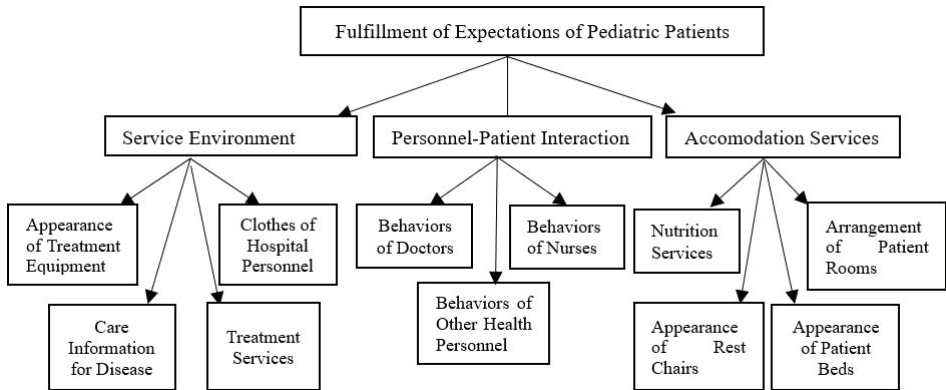 Fulfillment of Expectations of Pediatric Patients
Service Environment
Personnel-Patient Interaction
Accomodation Services
Appearance
of Treatment
Equipment
Clothes of
Hospital
Personnel
Care
Information
for Disease
Treatment
Services
Behaviors
of Doctors
Behaviors
of Nurses
Behaviors of
Other Health
Personnel
Nutrition
Services
Arrangement
of Patient
Rooms
Appearance
of Rest
Chairs
Appearance
of Patient
Beds